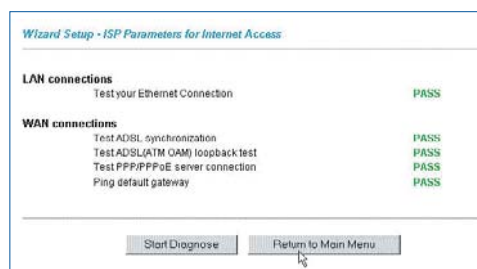 Wizard Setup - ISP Parameters for Internet Access
LAN connections
Test your Ethernet Connection PASS
WAN connections
Test ADSL synchronization PASS
Test ADSL(ATM OAM) loopback test PASS
Test PPP/PPPoE server connection PASS
Ping default gateway PASS
Start Diagnose Return to Main Menu